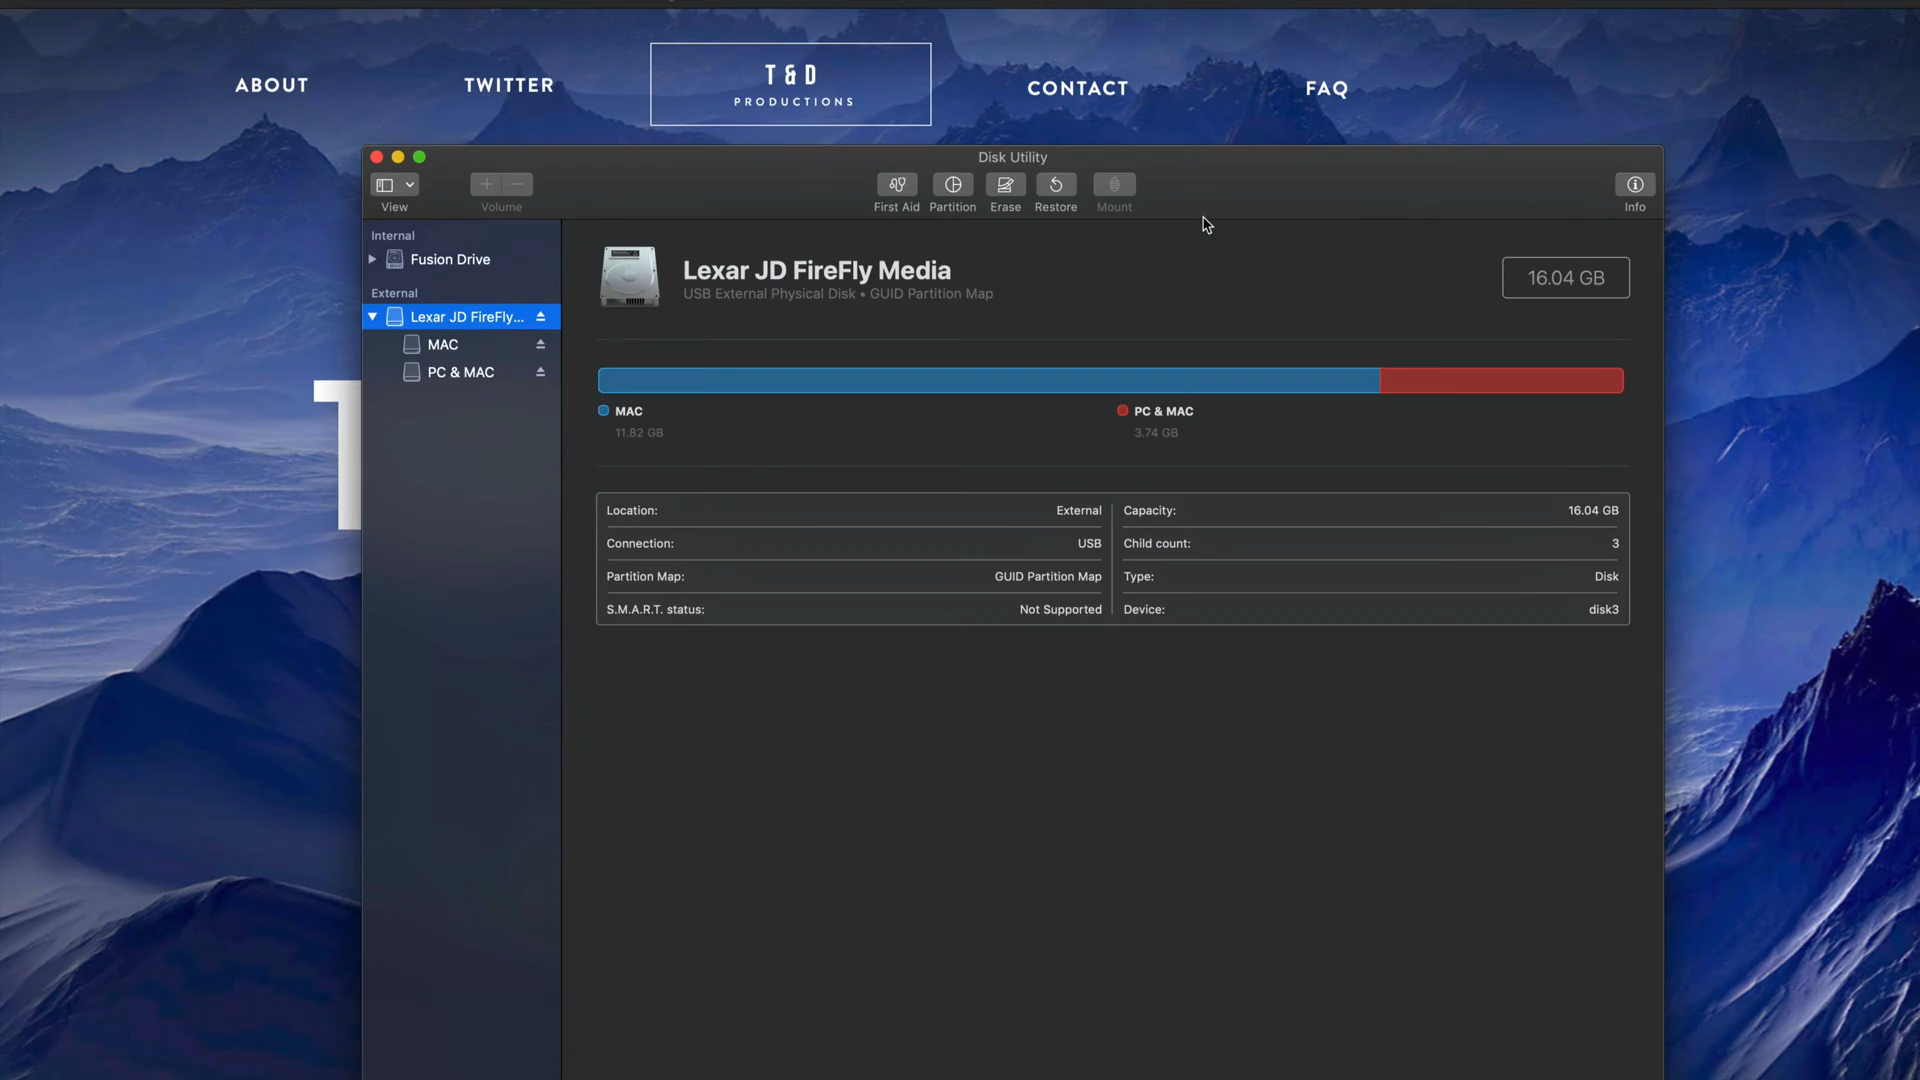 ABOUT
TWITTER
T & D
PRODUCTIONS
CONTACT
FAQ
T
Disk Utility
View
Volume
First Aid
Partition
Erase
Restore
Mount
Info
Internal
Fusion Drive
External
Lexar JD FireFly...
MAC
PC & MAC
Lexar JD FireFly Media
USB External Physical Disk • GUID Partition Map
16.04 GB
MAC
11.82 GB
PC & MAC
3.74 GB
Location: External
Connection: USB
Partition Map: GUID Partition Map
S.M.A.R.T. status: Not Supported
Capacity: 16.04 GB
Child count: 3
Type: Disk
Device: disk3